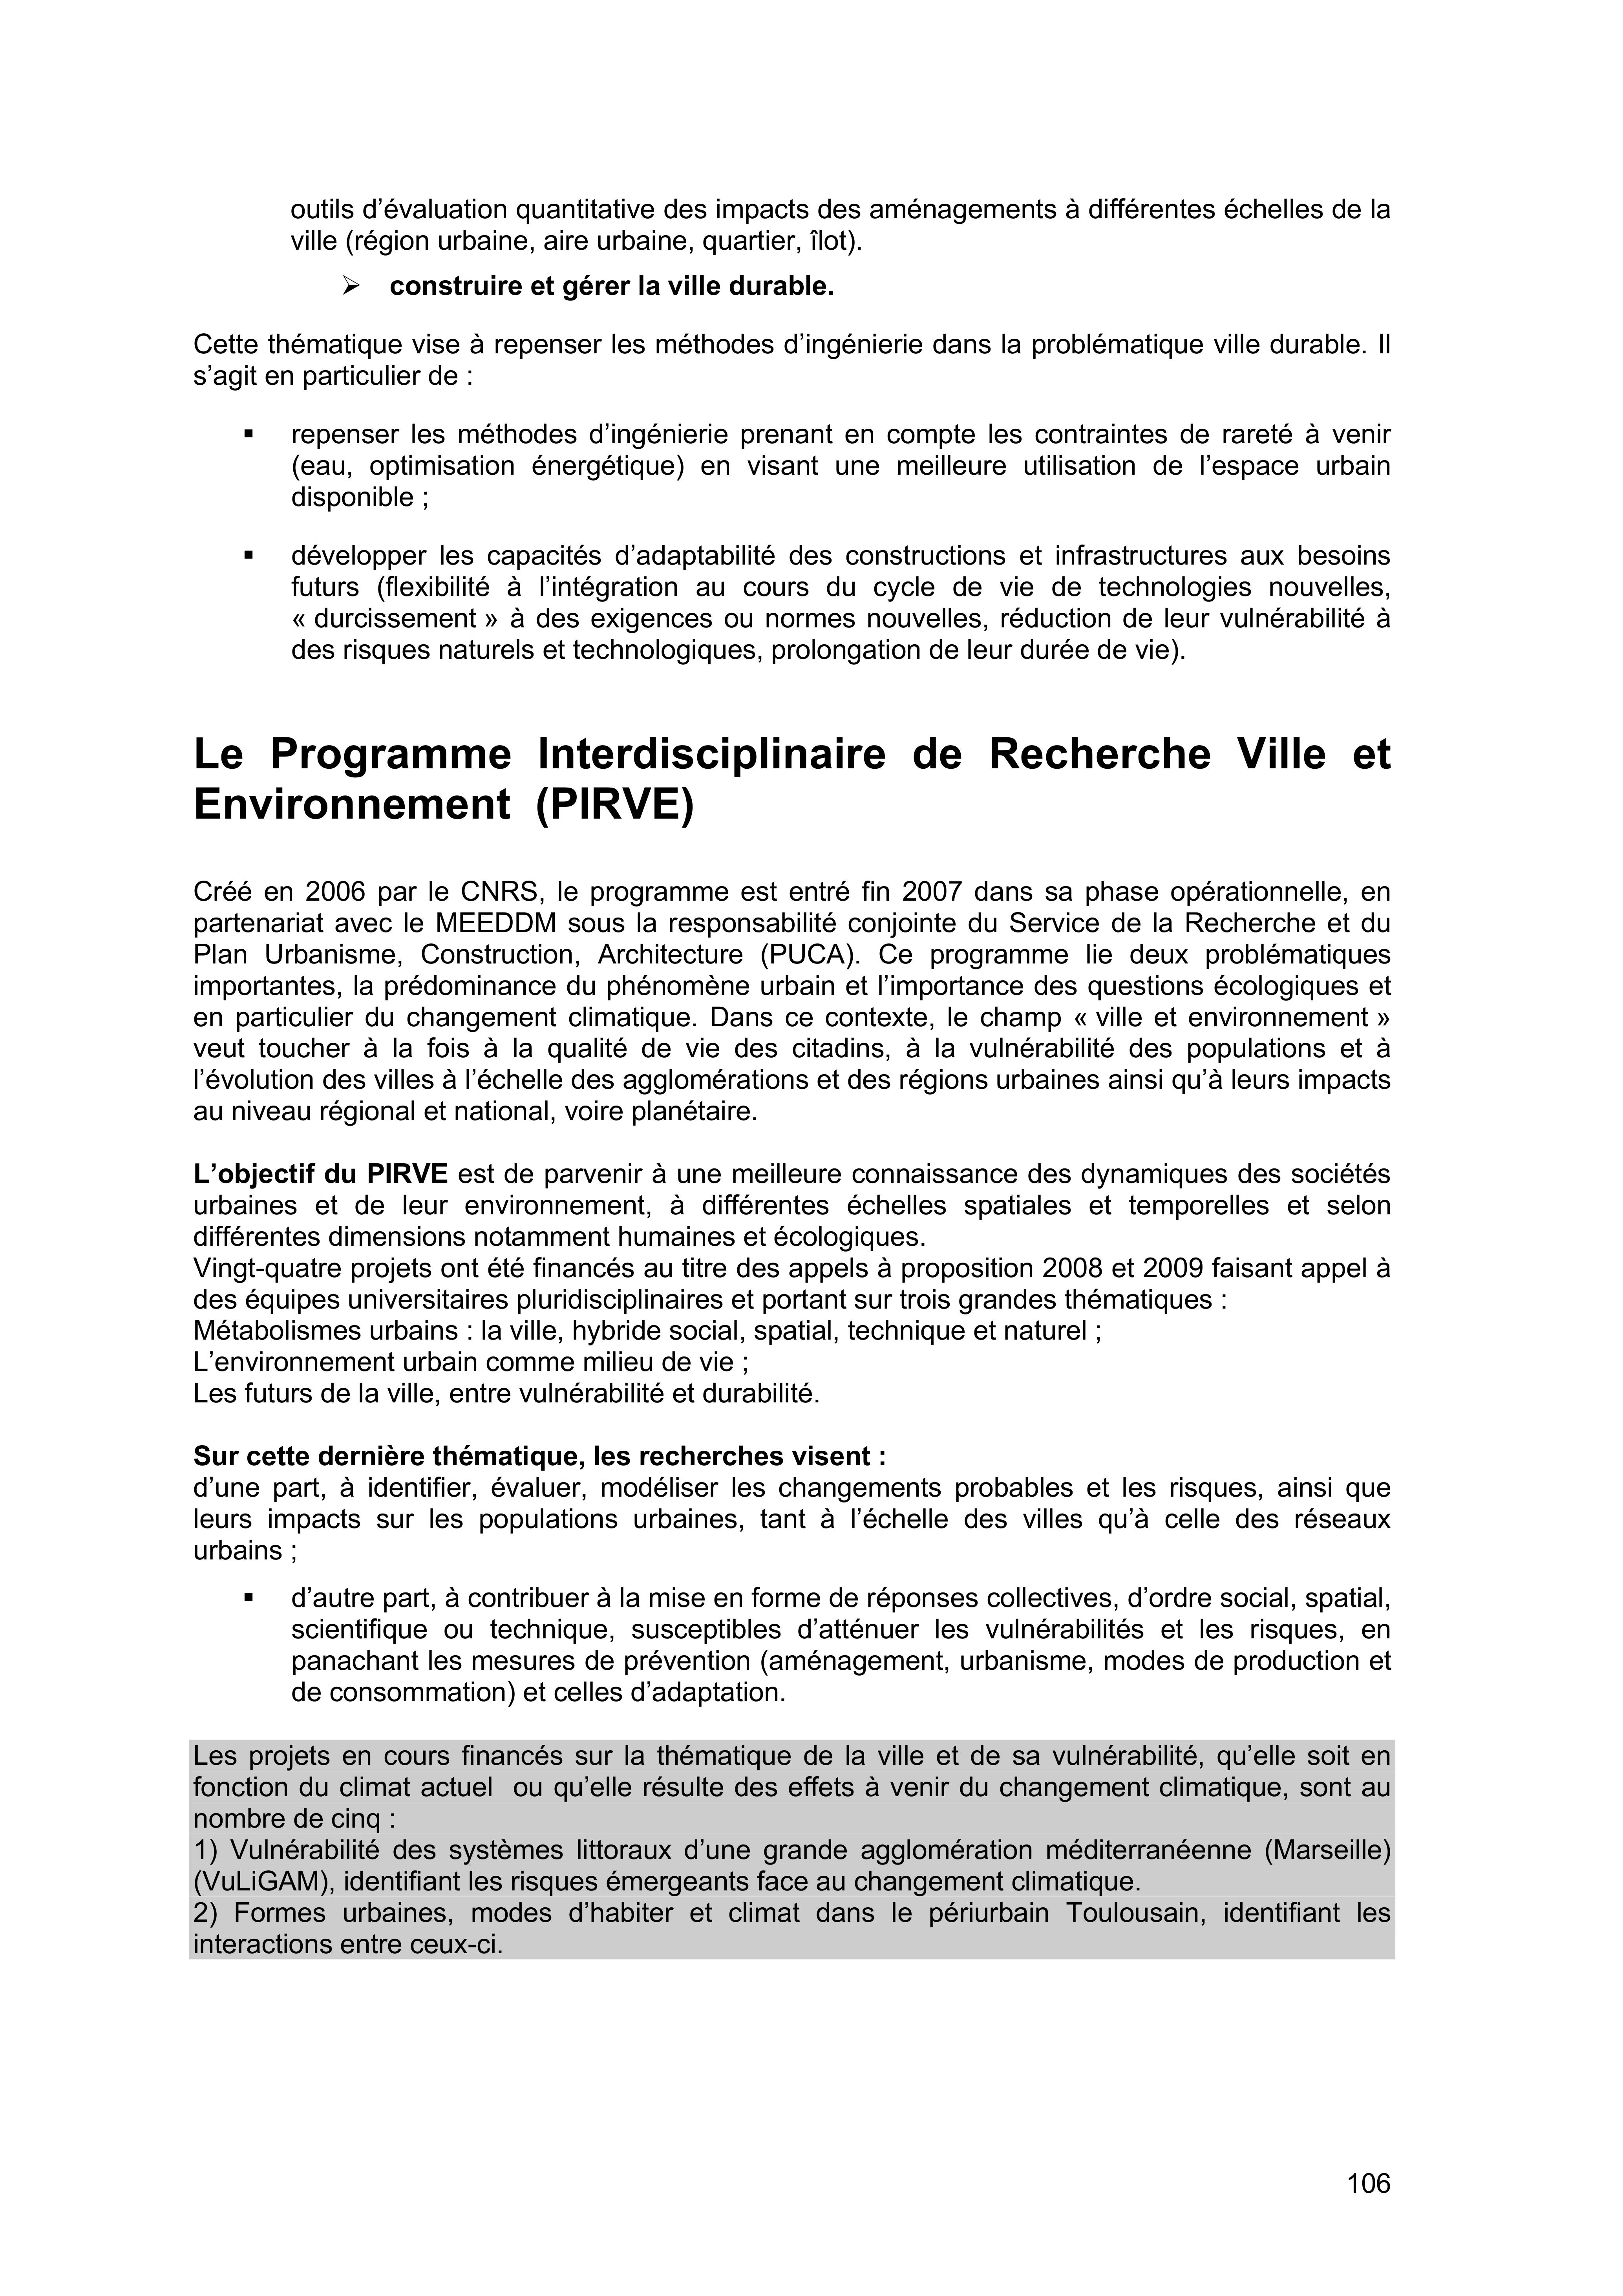 outils d’évaluation quantitative des impacts des aménagements à différentes échelles de la
ville (région urbaine, aire urbaine, quartier, îlot).
➢ construire et gérer la ville durable.
Cette thématique vise à repenser les méthodes d’ingénierie dans la problématique ville durable. Il
s’agit en particulier de :
▪ repenser les méthodes d’ingénierie prenant en compte les contraintes de rareté à venir
(eau, optimisation énergétique) en visant une meilleure utilisation de l’espace urbain
disponible ;
▪ développer les capacités d’adaptabilité des constructions et infrastructures aux besoins
futurs (flexibilité à l’intégration au cours du cycle de vie de technologies nouvelles,
« durcissement » à des exigences ou normes nouvelles, réduction de leur vulnérabilité à
des risques naturels et technologiques, prolongation de leur durée de vie).
Le Programme Interdisciplinaire de Recherche Ville et
Environnement (PIRVE)
Créé en 2006 par le CNRS, le programme est entré fin 2007 dans sa phase opérationnelle, en
partenariat avec le MEEDDM sous la responsabilité conjointe du Service de la Recherche et du
Plan Urbanisme, Construction, Architecture (PUCA). Ce programme lie deux problématiques
importantes, la prédominance du phénomène urbain et l’importance des questions écologiques et
en particulier du changement climatique. Dans ce contexte, le champ « ville et environnement »
veut toucher à la fois à la qualité de vie des citadins, à la vulnérabilité des populations et à
l’évolution des villes à l’échelle des agglomérations et des régions urbaines ainsi qu’à leurs impacts
au niveau régional et national, voire planétaire.
L’objectif du PIRVE est de parvenir à une meilleure connaissance des dynamiques des sociétés
urbaines et de leur environnement, à différentes échelles spatiales et temporelles et selon
différentes dimensions notamment humaines et écologiques.
Vingt-quatre projets ont été financés au titre des appels à proposition 2008 et 2009 faisant appel à
des équipes universitaires pluridisciplinaires et portant sur trois grandes thématiques :
Métabolismes urbains : la ville, hybride social, spatial, technique et naturel ;
L’environnement urbain comme milieu de vie ;
Les futurs de la ville, entre vulnérabilité et durabilité.
Sur cette dernière thématique, les recherches visent :
d’une part, à identifier, évaluer, modéliser les changements probables et les risques, ainsi que
leurs impacts sur les populations urbaines, tant à l’échelle des villes qu’à celle des réseaux
urbains ;
▪ d’autre part, à contribuer à la mise en forme de réponses collectives, d’ordre social, spatial,
scientifique ou technique, susceptibles d’atténuer les vulnérabilités et les risques, en
panachant les mesures de prévention (aménagement, urbanisme, modes de production et
de consommation) et celles d’adaptation.
Les projets en cours financés sur la thématique de la ville et de sa vulnérabilité, qu’elle soit en
fonction du climat actuel ou qu’elle résulte des effets à venir du changement climatique, sont au
nombre de cinq :
1) Vulnérabilité des systèmes littoraux d’une grande agglomération méditerranéenne (Marseille)
(VuLiGAM), identifiant les risques émergeants face au changement climatique.
2) Formes urbaines, modes d’habiter et climat dans le périurbain Toulousain, identifiant les
interactions entre ceux-ci.
106